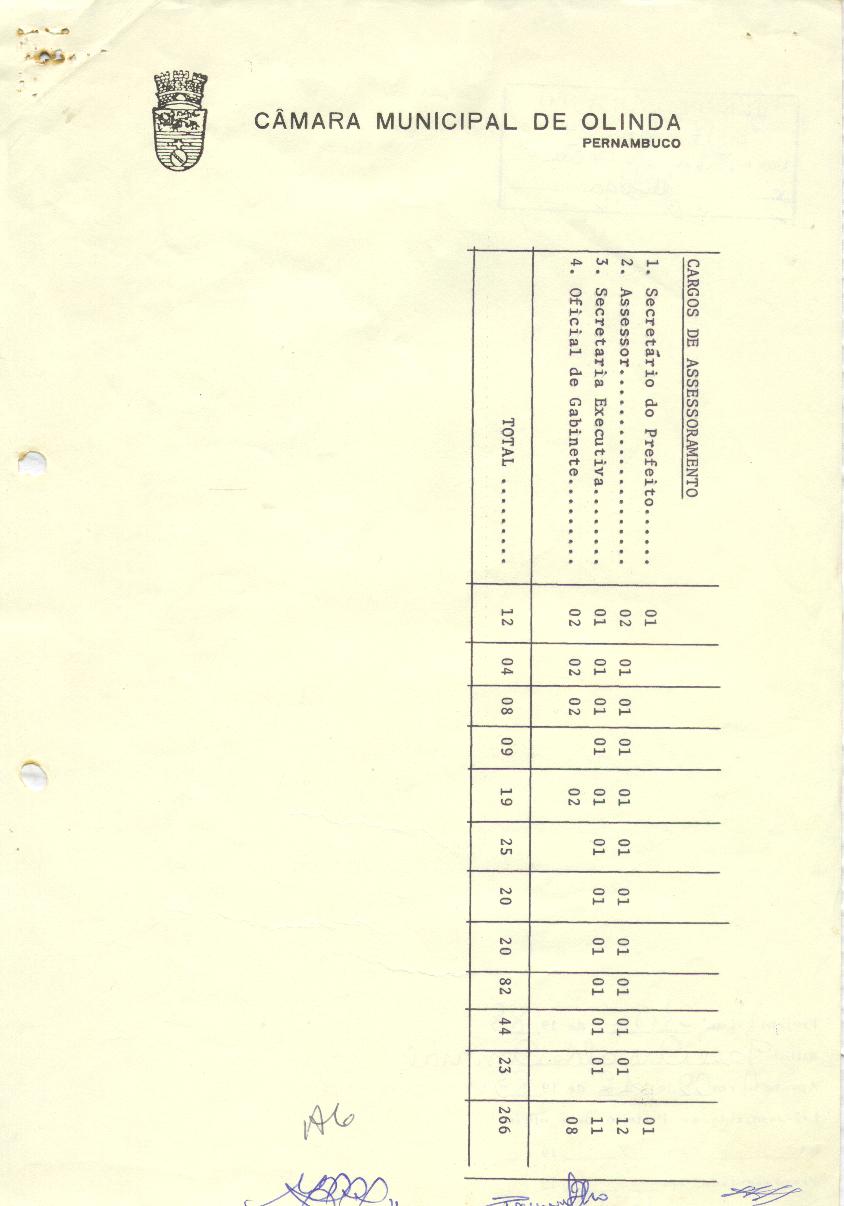 CÂMARA MUNICIPAL DE OLINDA
PERNAMBUCO
CARGOS DE ASSESSORAMENTO
1. Secretário do Prefeito...... 01 01
2. Assessor.................... 02 01 01 01 01 01 01 01 01 01 01 12
3. Secretaria Executiva........ 01 01 01 01 01 01 01 01 01 01 01 11
4. Oficial de Gabinete......... 02 02 02 02 08
TOTAL ......... 12 04 08 09 19 25 20 20 82 44 23 266